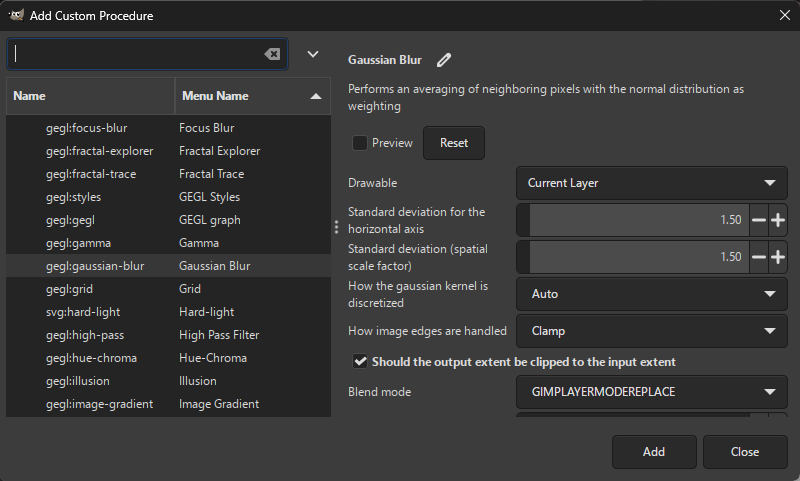 Add Custom Procedure
Name Menu Name
gegl:focus-blur Focus Blur
gegl:fractal-explorer Fractal Explorer
gegl:fractal-trace Fractal Trace
gegl:styles GEGL Styles
gegl:gegl GEGL graph
gegl:gamma Gamma
gegl:gaussian-blur Gaussian Blur
gegl:grid Grid
svg:hard-light Hard-light
gegl:high-pass High Pass Filter
gegl:hue-chroma Hue-Chroma
gegl:illusion Illusion
gegl:image-gradient Image Gradient
Gaussian Blur
Performs an averaging of neighboring pixels with the normal distribution as
weighting
Preview Reset
Drawable Current Layer
Standard deviation for the
horizontal axis 1.50
Standard deviation (spatial
scale factor) 1.50
How the gaussian kernel is
discretized Auto
How image edges are handled Clamp
Should the output extent be clipped to the input extent
Blend mode GIMPLAYERMODEREPLACE
Add Close